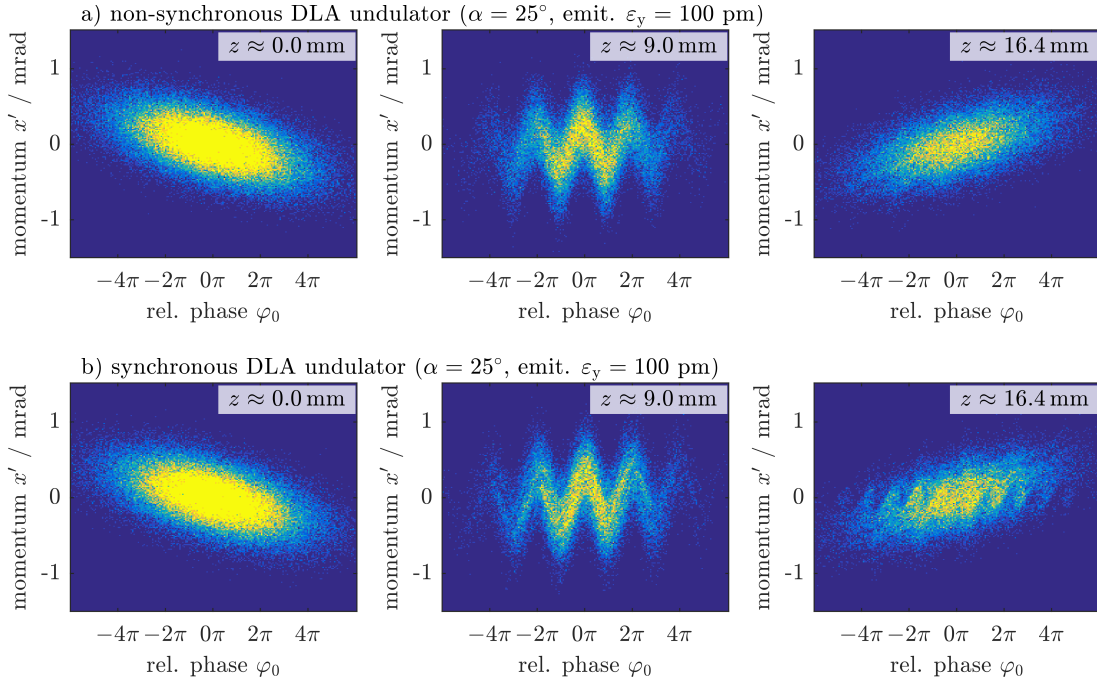 a) non-synchronous DLA undulator (α = 25°, emit. εy = 100 pm)
z ≈ 0.0 mm
z ≈ 9.0 mm
z ≈ 16.4 mm
momentum x′ / mrad
momentum x′ / mrad
momentum x′ / mrad
1
0
-1
1
0
-1
1
0
-1
−4π −2π 0π 2π 4π
−4π −2π 0π 2π 4π
−4π −2π 0π 2π 4π
rel. phase φ0
rel. phase φ0
rel. phase φ0
b) synchronous DLA undulator (α = 25°, emit. εy = 100 pm)
z ≈ 0.0 mm
z ≈ 9.0 mm
z ≈ 16.4 mm
momentum x′ / mrad
momentum x′ / mrad
momentum x′ / mrad
1
0
-1
1
0
-1
1
0
-1
−4π −2π 0π 2π 4π
−4π −2π 0π 2π 4π
−4π −2π 0π 2π 4π
rel. phase φ0
rel. phase φ0
rel. phase φ0